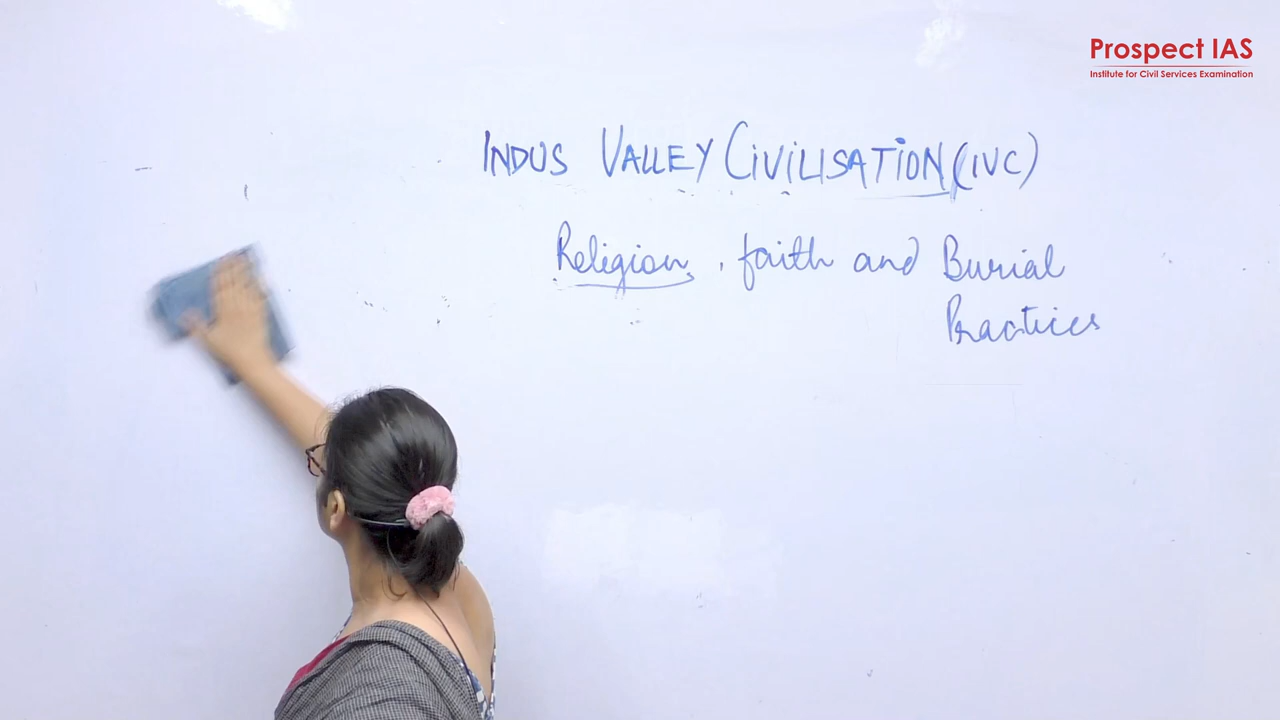 Prospect IAS
Institute for Civil Services Examination
INDUS VALLEY CIVILISATION (IVC)
Religion, faith and Burial
Practices